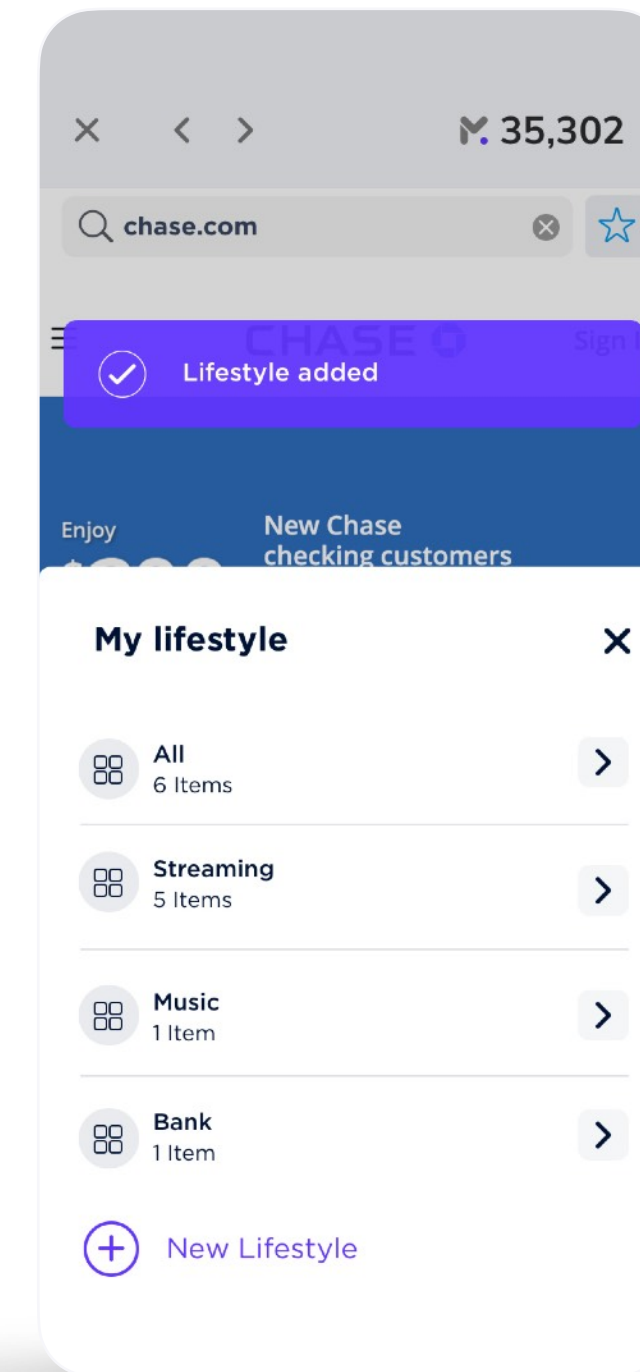 35,302
chase.com
CHASE
Sign
Lifestyle added
Enjoy
New Chase
checking customers
My lifestyle
All
6 Items
Streaming
5 Items
Music
1 Item
Bank
1 Item
New Lifestyle